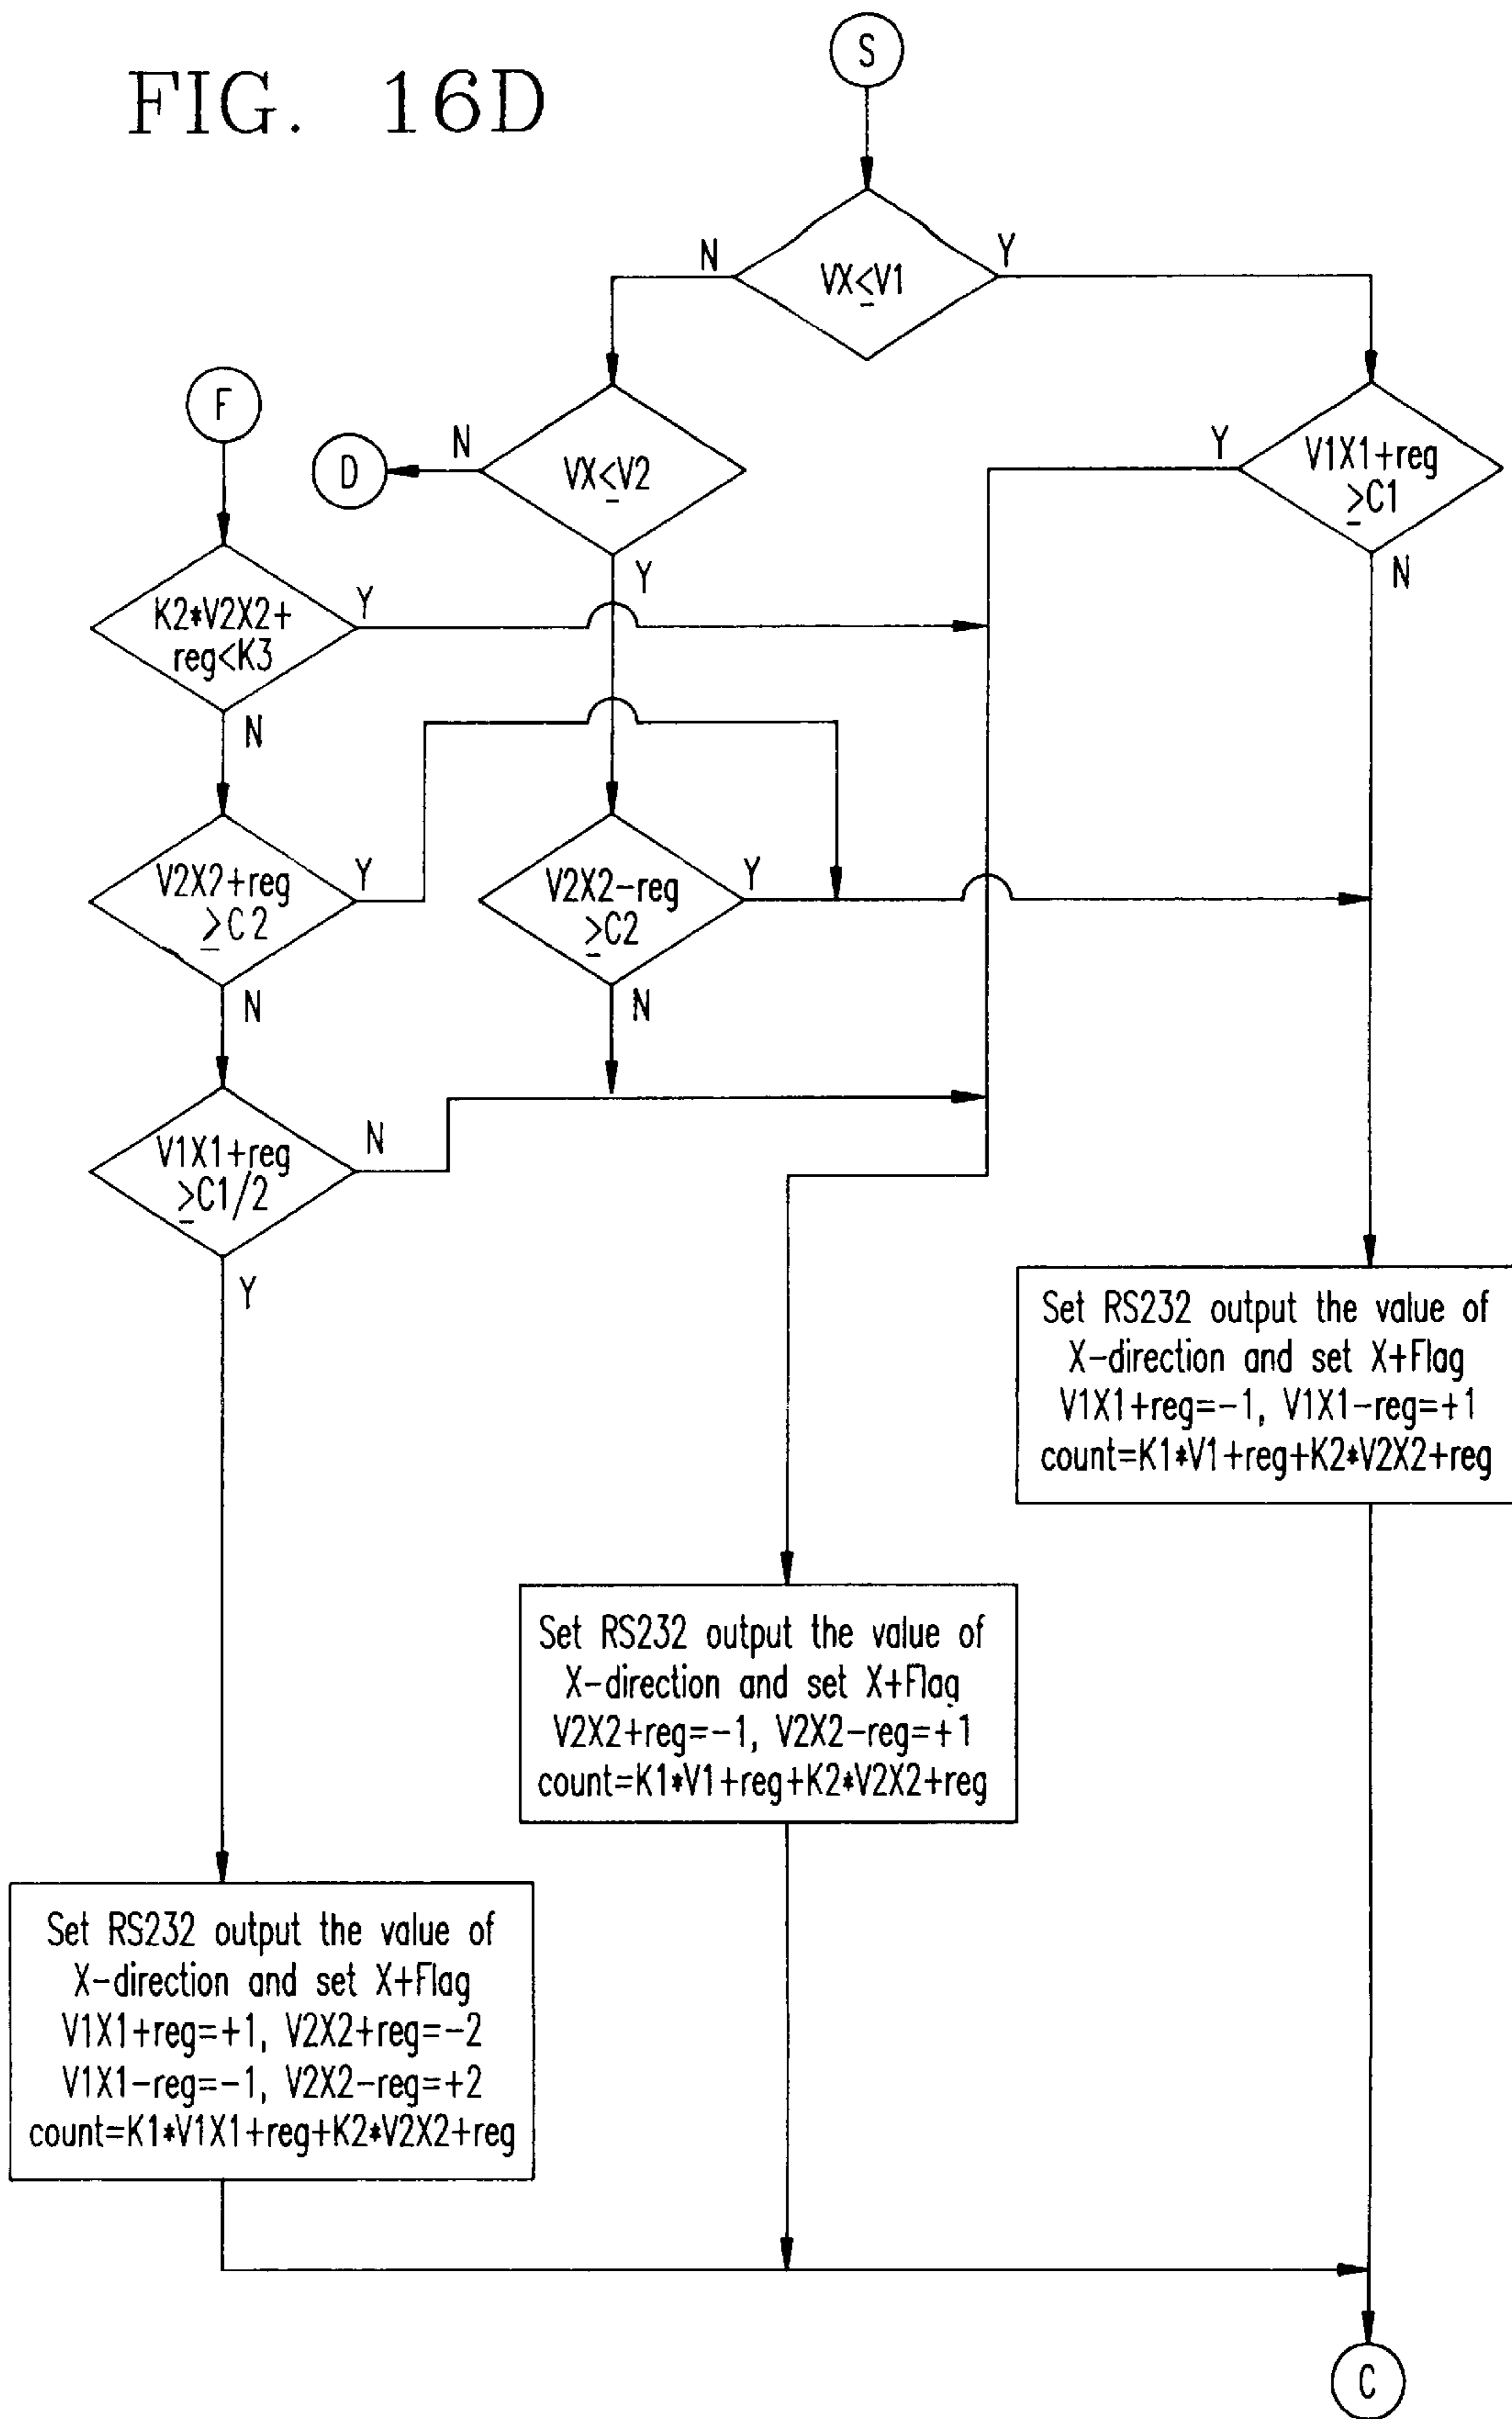 FIG. 16D
S
N
Y
VX≤V1
F
D
N
VX≤V2
Y
V1X1+reg
≥C1
Y
N
K2*V2X2+
reg<K3
Y
N
V2X2+reg
≥C2
Y
V2X2-reg
≥C2
Y
N
N
V1X1+reg
≥C1/2
N
Y
Set RS232 output the value of
X-direction and set X+Flag
V1X1+reg=-1, V1X1-reg=+1
count=K1*V1+reg+K2*V2X2+reg
Set RS232 output the value of
X-direction and set X+Flag
V2X2+reg=-1, V2X2-reg=+1
count=K1*V1+reg+K2*V2X2+reg
Set RS232 output the value of
X-direction and set X+Flag
V1X1+reg=+1, V2X2+reg=-2
V1X1-reg=-1, V2X2-reg=+2
count=K1*V1X1+reg+K2*V2X2+reg
C